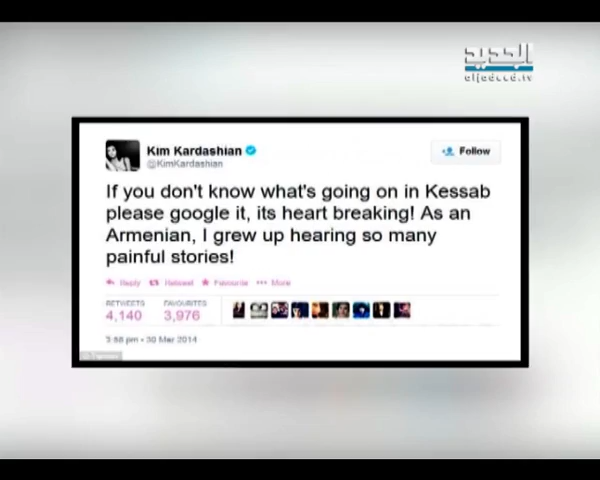 الجديد
aljadeed.tv
Kim Kardashian
@KimKardashian
Follow
If you don't know what's going on in Kessab
please google it, its heart breaking! As an
Armenian, I grew up hearing so many
painful stories!
Reply Retweet Favourite More
RETWEETS FAVOURITES
4,140 3,976
3:58 pm - 30 Mar 2014